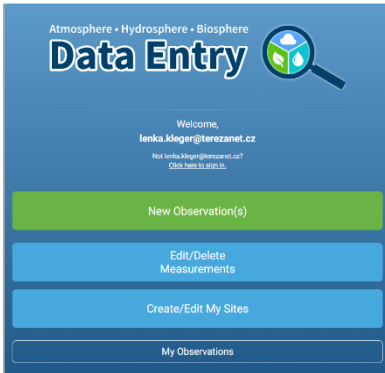 Atmosphere • Hydrosphere • Biosphere
Data Entry
Welcome,
lenka.kleger@terezanet.cz
Not lenka.kleger@terezanet.cz?
Click here to sign in.
New Observation(s)
Edit/Delete
Measurements
Create/Edit My Sites
My Observations